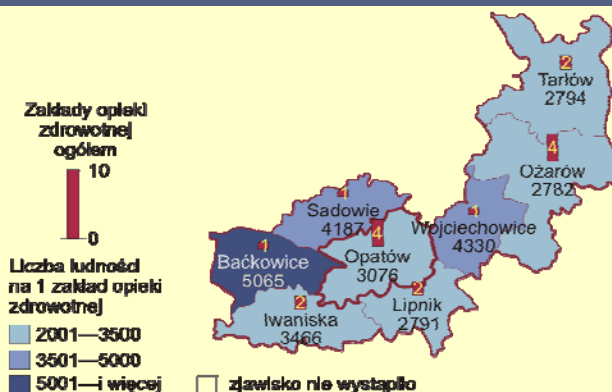 Zakłady opieki
zdrowotnej
ogółem
10
0
Liczba ludności
na 1 zakład opieki
zdrowotnej
2001—3500
3501—5000
5001—i więcej
zjawisko nie wystąpiło
2
Tarłów
2794
4
Ożarów
2782
1
Sadowie
4187
1
Wojciechowice
4330
4
Opatów
3076
1
Baćkowice
5065
2
Iwaniska
3466
2
Lipnik
2791